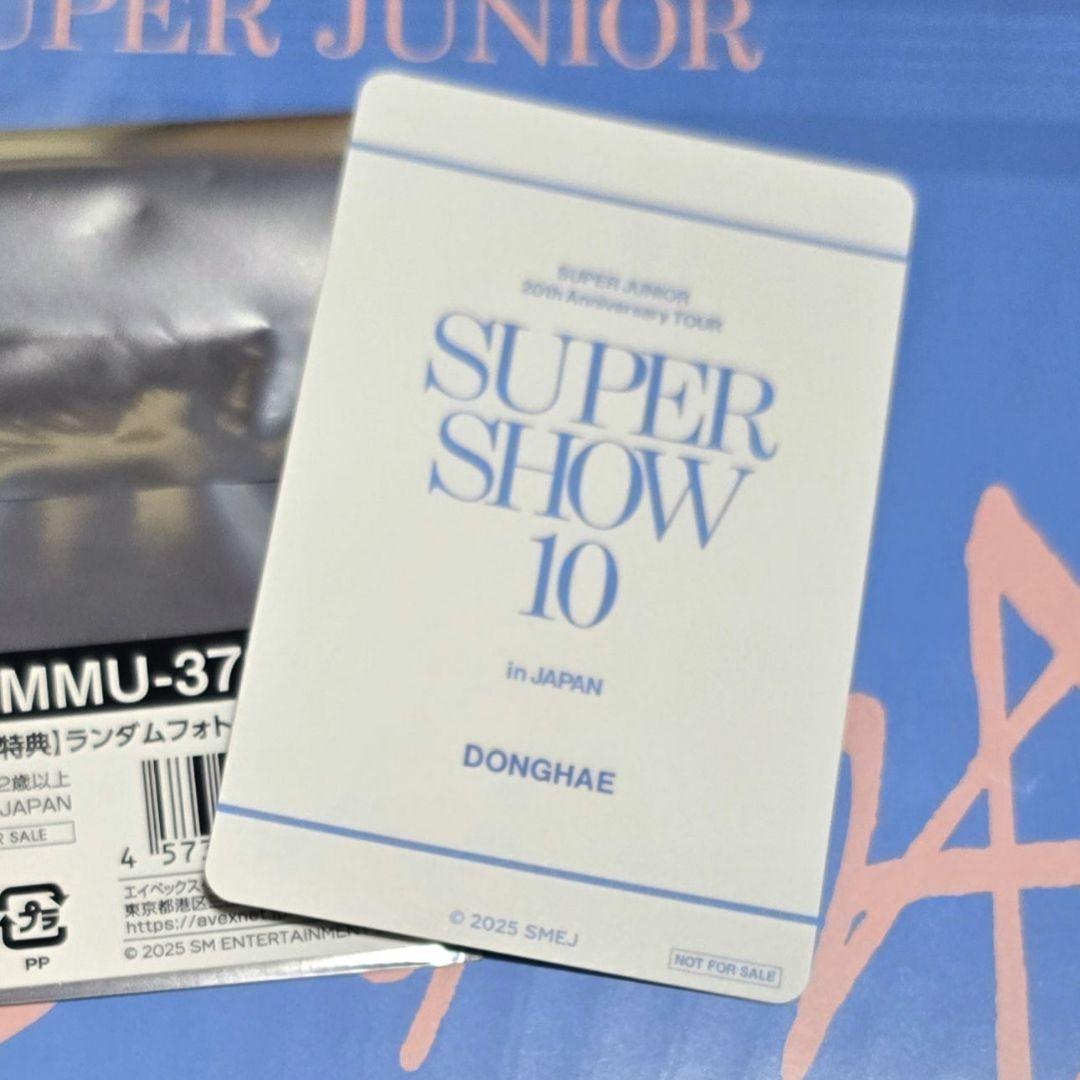 UPER JUNIOR
SUPER JUNIOR
20th Anniversary TOUR
SUPER
SHOW
10
in JAPAN
DONGHAE
© 2025 SMEJ
NOT FOR SALE
MMU-37
特典】ランダムフォト
2歳以上
JAPAN
R SALE
4 573
エイベックス
東京都港区
https://avexnet.
© 2025 SM ENTERTAINMEN
プラ
PP